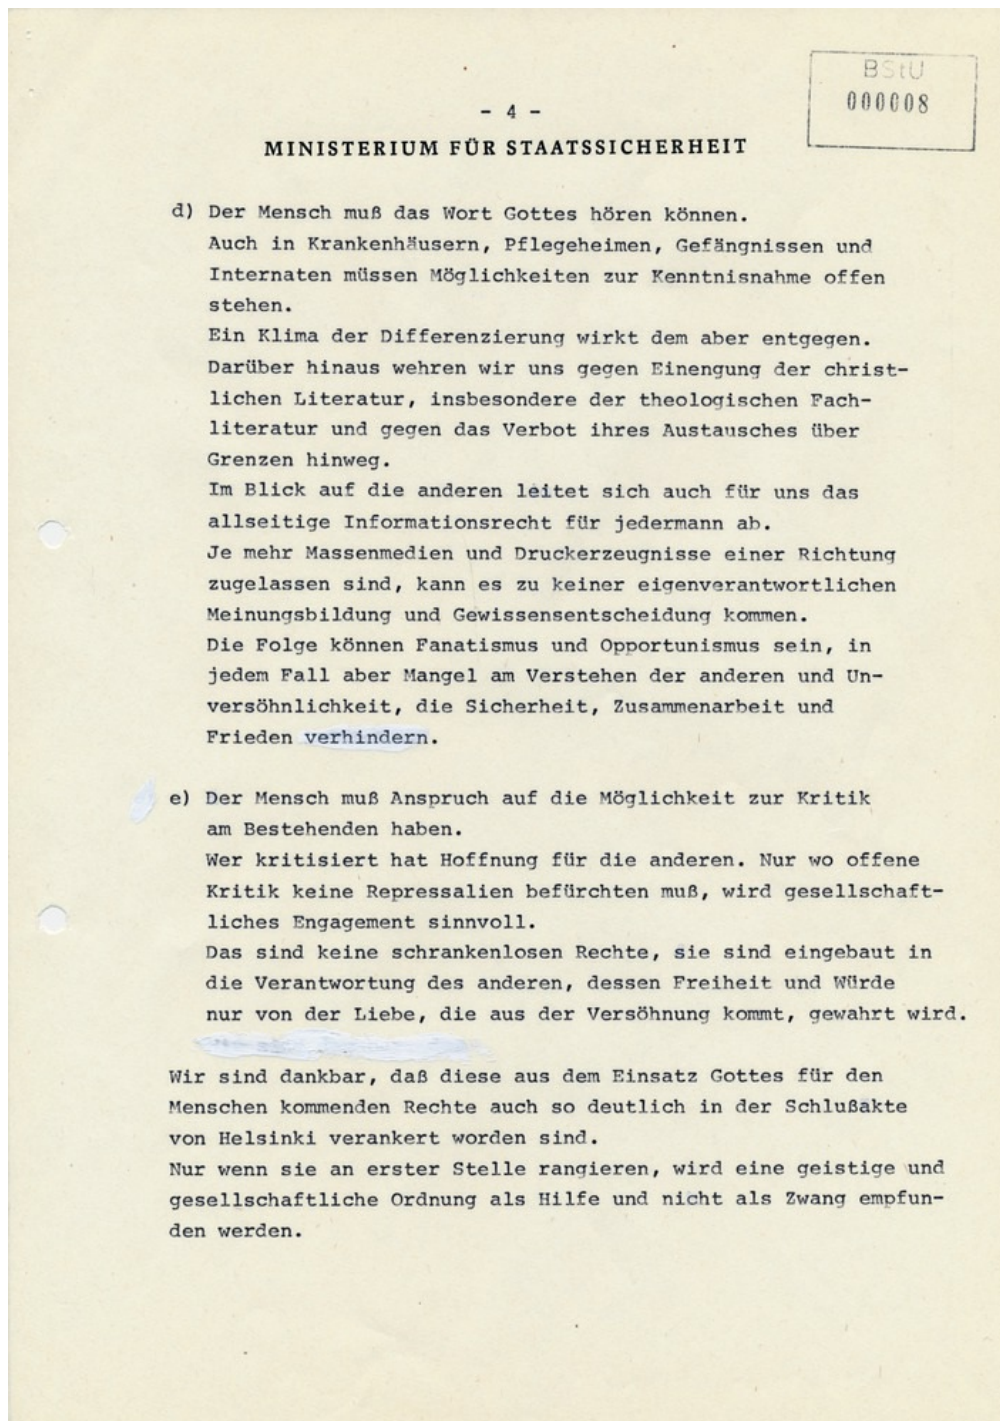 BStU
000008
- 4 -
MINISTERIUM FÜR STAATSSICHERHEIT
d) Der Mensch muß das Wort Gottes hören können.
Auch in Krankenhäusern, Pflegeheimen, Gefängnissen und
Internaten müssen Möglichkeiten zur Kenntnisnahme offen
stehen.
Ein Klima der Differenzierung wirkt dem aber entgegen.
Darüber hinaus wehren wir uns gegen Einengung der christ-
lichen Literatur, insbesondere der theologischen Fach-
literatur und gegen das Verbot ihres Austausches über
Grenzen hinweg.
Im Blick auf die anderen leitet sich auch für uns das
allseitige Informationsrecht für jedermann ab.
Je mehr Massenmedien und Druckerzeugnisse einer Richtung
zugelassen sind, kann es zu keiner eigenverantwortlichen
Meinungsbildung und Gewissensentscheidung kommen.
Die Folge können Fanatismus und Opportunismus sein, in
jedem Fall aber Mangel am Verstehen der anderen und Un-
versöhnlichkeit, die Sicherheit, Zusammenarbeit und
Frieden verhindern.
e) Der Mensch muß Anspruch auf die Möglichkeit zur Kritik
am Bestehenden haben.
Wer kritisiert hat Hoffnung für die anderen. Nur wo offene
Kritik keine Repressalien befürchten muß, wird gesellschaft-
liches Engagement sinnvoll.
Das sind keine schrankenlosen Rechte, sie sind eingebaut in
die Verantwortung des anderen, dessen Freiheit und Würde
nur von der Liebe, die aus der Versöhnung kommt, gewahrt wird.
Wir sind dankbar, daß diese aus dem Einsatz Gottes für den
Menschen kommenden Rechte auch so deutlich in der Schlußakte
von Helsinki verankert worden sind.
Nur wenn sie an erster Stelle rangieren, wird eine geistige und
gesellschaftliche Ordnung als Hilfe und nicht als Zwang empfun-
den werden.